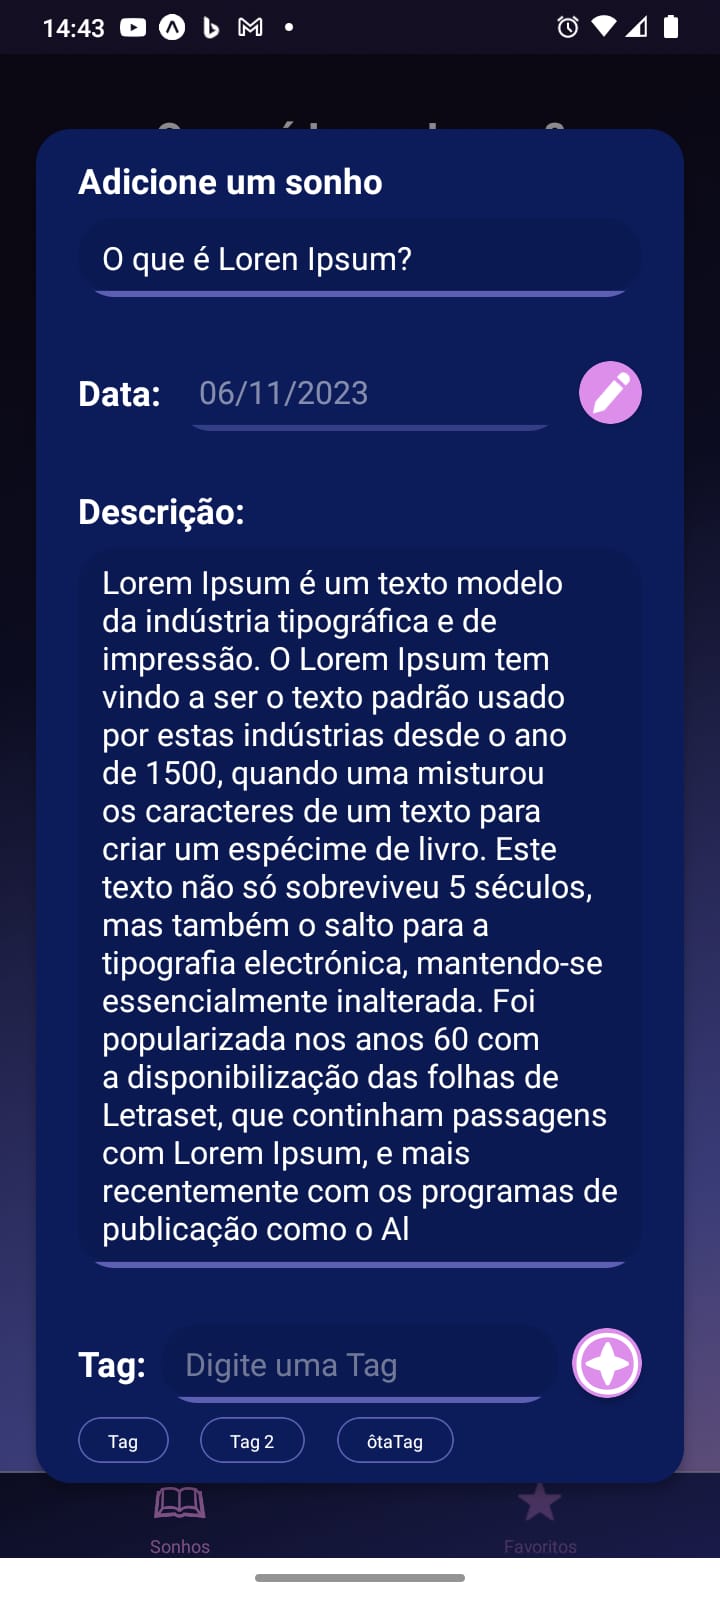 14:43
Adicione um sonho
O que é Loren Ipsum?
Data: 06/11/2023
Descrição:
Lorem Ipsum é um texto modelo
da indústria tipográfica e de
impressão. O Lorem Ipsum tem
vindo a ser o texto padrão usado
por estas indústrias desde o ano
de 1500, quando uma misturou
os caracteres de um texto para
criar um espécime de livro. Este
texto não só sobreviveu 5 séculos,
mas também o salto para a
tipografia electrónica, mantendo-se
essencialmente inalterada. Foi
popularizada nos anos 60 com
a disponibilização das folhas de
Letraset, que continham passagens
com Lorem Ipsum, e mais
recentemente com os programas de
publicação como o Al
Tag: Digite uma Tag
Tag Tag 2 ôtaTag
Sonhos Favoritos